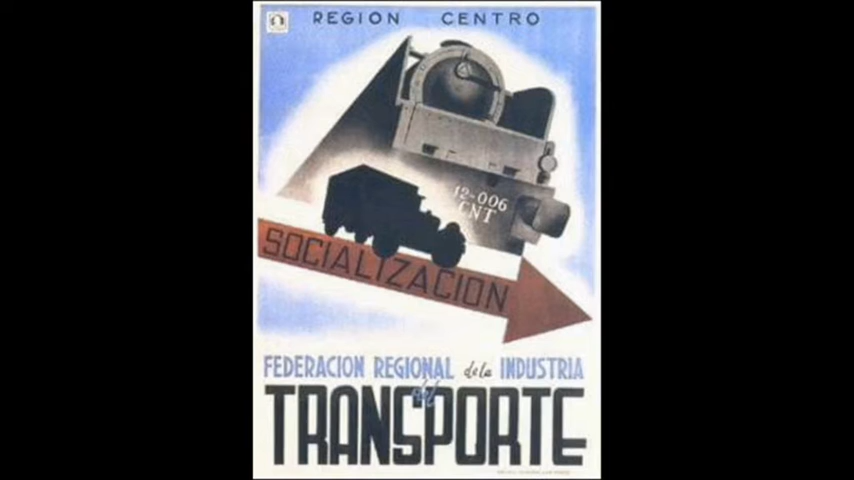 REGION CENTRO
12-006
CNT
SOCIALIZACION
FEDERACION REGIONAL de la INDUSTRIA
del
TRANSPORTE